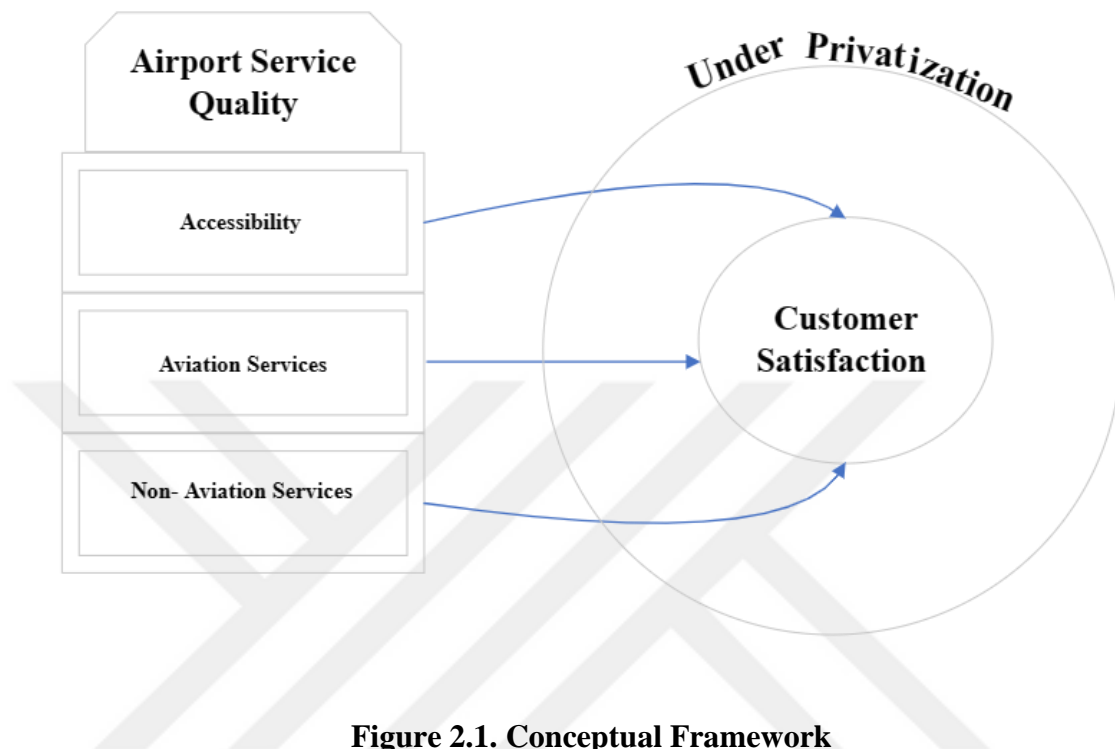 Airport Service
Quality
Accessibility
Aviation Services
Non- Aviation Services
Under Privatization
Customer
Satisfaction
Figure 2.1. Conceptual Framework